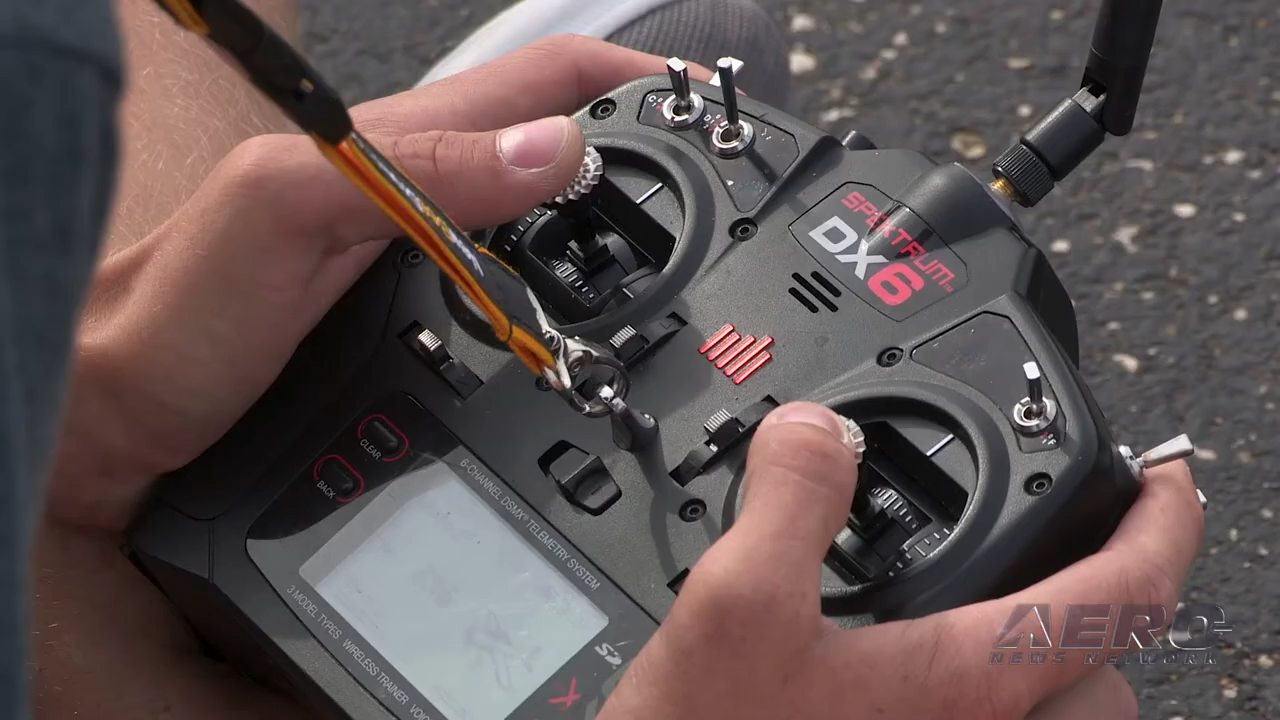 SPEKTRUM
DX6
CLEAR
BACK
6-CHANNEL DSMX® TELEMETRY SYSTEM
3 MODEL TYPES WIRELESS TRAINER
AERO
NEWS NETWORK